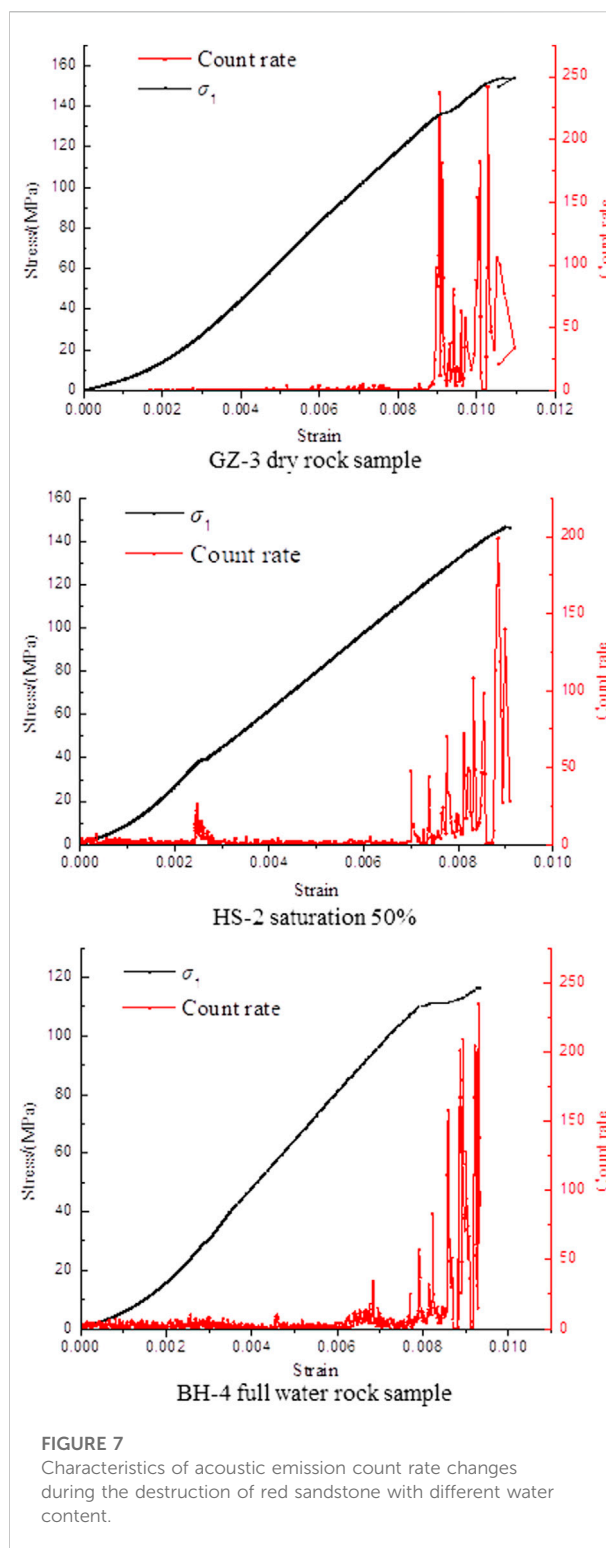 Count rate
σ1
160
140
120
100
80
60
40
20
0
Stress/(MPa)
250
200
150
100
50
0
Count rate
0.000 0.002 0.004 0.006 0.008 0.010 0.012
Strain
GZ-3 dry rock sample
σ1
Count rate
160
140
120
100
80
60
40
20
0
Stress/(MPa)
200
150
100
50
0
Count rate
0.000 0.002 0.004 0.006 0.008 0.010
Strain
HS-2 saturation 50%
σ1
Count rate
120
100
80
60
40
20
0
Stress/(MPa)
250
200
150
100
50
0
Count rate
0.000 0.002 0.004 0.006 0.008 0.010
Strain
BH-4 full water rock sample
FIGURE 7
Characteristics of acoustic emission count rate changes
during the destruction of red sandstone with different water
content.